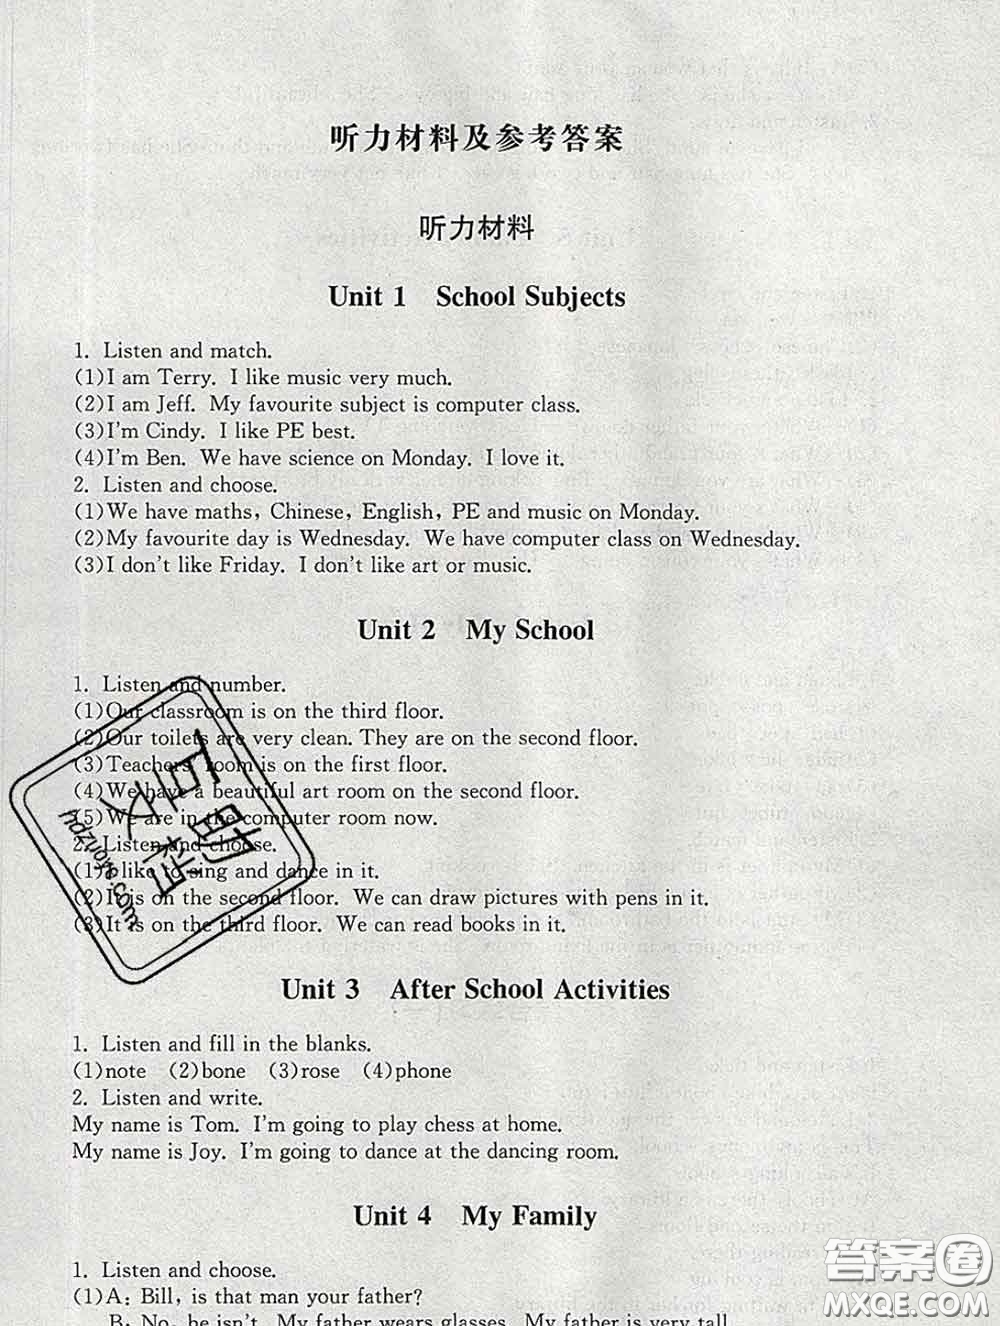 听力材料及参考答案
听力材料
Unit 1 School Subjects
1. Listen and match.
(1)I am Terry. I like music very much.
(2)I am Jeff. My favourite subject is computer class.
(3)I'm Cindy. I like PE best.
(4)I'm Ben. We have science on Monday. I love it.
2. Listen and choose.
(1)We have maths, Chinese, English, PE and music on Monday.
(2)My favourite day is Wednesday. We have computer class on Wednesday.
(3)I don't like Friday. I don't like art or music.
Unit 2 My School
1. Listen and number.
(1)Our classroom is on the third floor.
(2)Our toilets are very clean. They are on the second floor.
(3)Teachers' room is on the first floor.
(4)We have a beautiful art room on the second floor.
(5)We are in the computer room now.
2. Listen and choose.
(1)I like to sing and dance in it.
(2)It is on the second floor. We can draw pictures with pens in it.
(3)It is on the third floor. We can read books in it.
Unit 3 After School Activities
1. Listen and fill in the blanks.
(1)note (2)bone (3)rose (4)phone
2. Listen and write.
My name is Tom. I'm going to play chess at home.
My name is Joy. I'm going to dance at the dancing room.
Unit 4 My Family
1. Listen and choose.
(1)A: Bill, is that man your father?
B: No, he isn't. My father wears glasses. My father is very tall.
答案圈
MXQE.COM